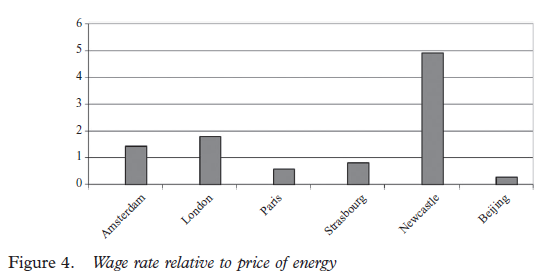 6
5
4
3
2
1
0
Amsterdam
London
Paris
Strasbourg
Newcastle
Beijing
Figure 4. Wage rate relative to price of energy